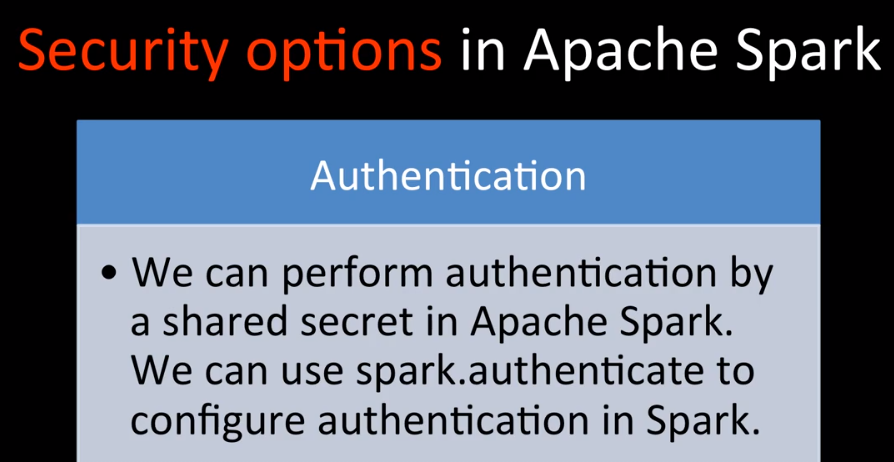 Security options in Apache Spark
Authentication
• We can perform authentication by
a shared secret in Apache Spark.
We can use spark.authenticate to
configure authentication in Spark.